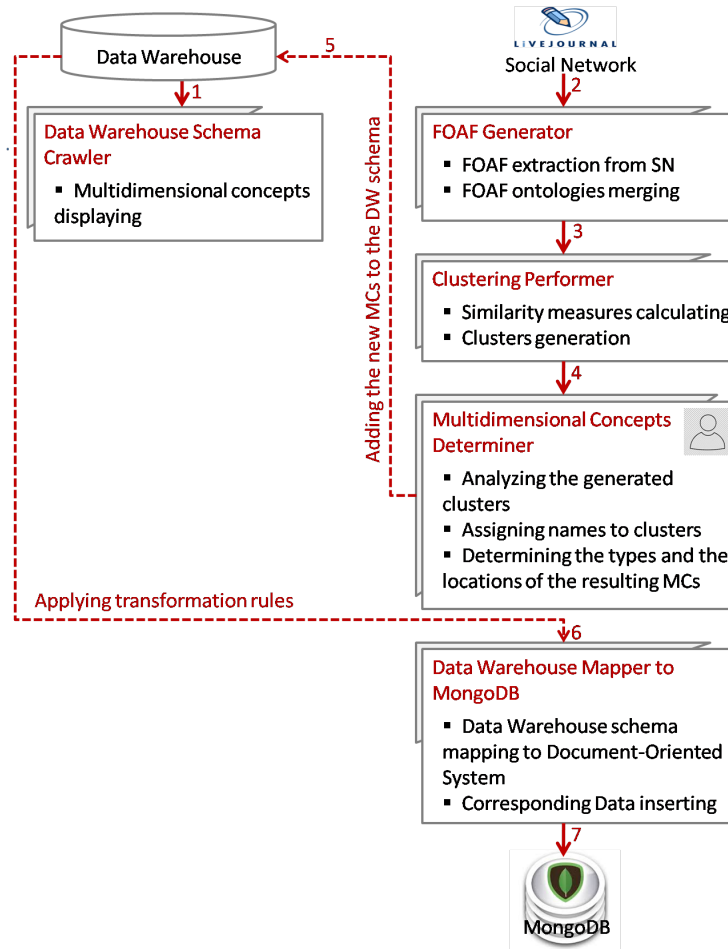 LiVEJOURNAL
Social Network
Data Warehouse
5
1
2
Data Warehouse Schema
Crawler
▪ Multidimensional concepts
displaying
FOAF Generator
▪ FOAF extraction from SN
▪ FOAF ontologies merging
3
Clustering Performer
▪ Similarity measures calculating
▪ Clusters generation
4
Adding the new MCs to the DW schema
Multidimensional Concepts
Determiner
▪ Analyzing the generated
clusters
▪ Assigning names to clusters
▪ Determining the types and the
locations of the resulting MCs
Applying transformation rules
6
Data Warehouse Mapper to
MongoDB
▪ Data Warehouse schema
mapping to Document-Oriented
System
▪ Corresponding Data inserting
7
MongoDB